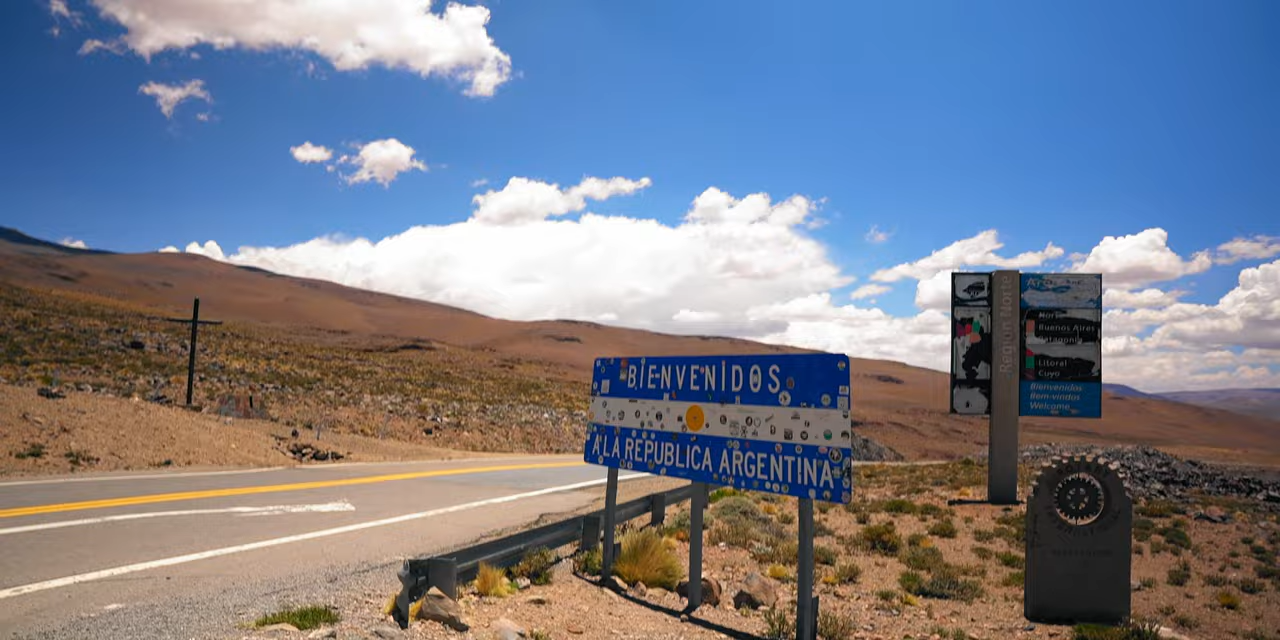 BIENVENIDOS
A LA REPUBLICA ARGENTINA
Región Norte
Buenos Aires
Patagonia
Litoral
Cuyo
Bienvenidos
Bem-vindos
Welcome